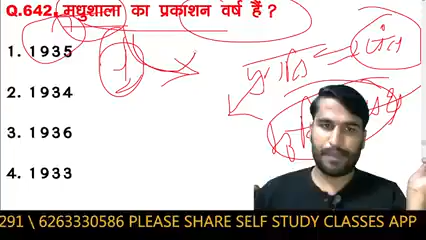 Q.642. मधुशाला का प्रकाशन वर्ष हैं ?
1. 1935
2. 1934
3. 1936
4. 1933
291 \ 6263330586 PLEASE SHARE SELF STUDY CLASSES APP